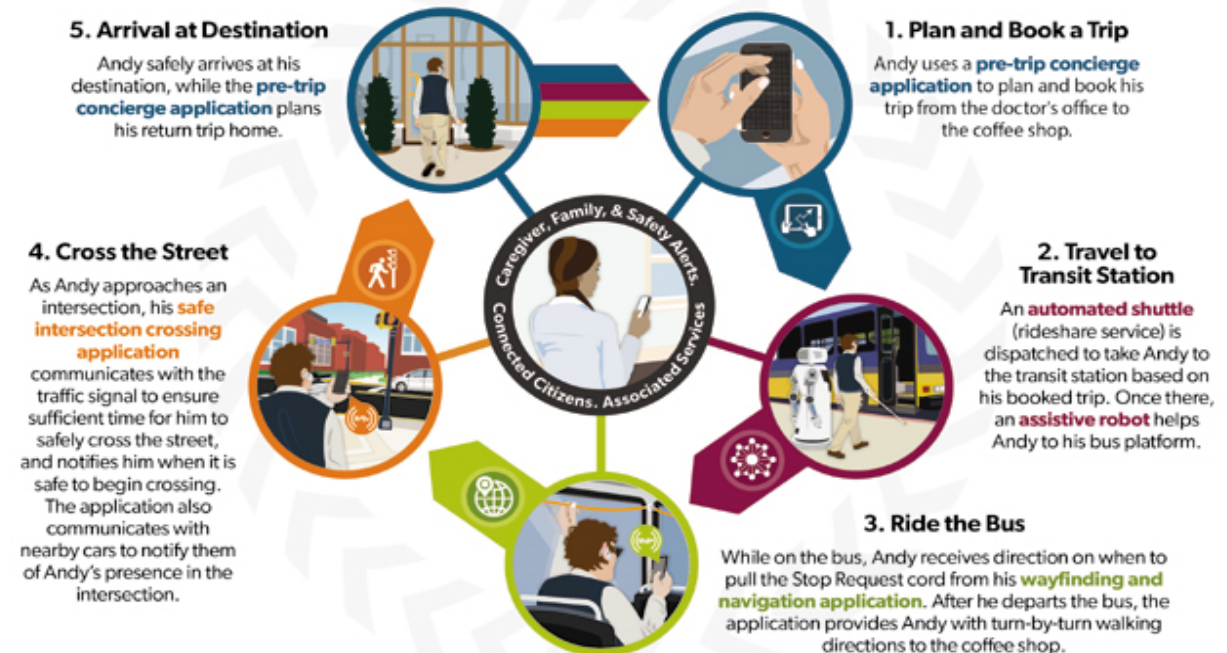 1. Plan and Book a Trip
Andy uses a pre-trip concierge
application to plan and book his
trip from the doctor's office to
the coffee shop.
2. Travel to
Transit Station
An automated shuttle
(rideshare service) is
dispatched to take Andy to
the transit station based on
his booked trip. Once there,
an assistive robot helps
Andy to his bus platform.
3. Ride the Bus
While on the bus, Andy receives direction on when to
pull the Stop Request cord from his wayfinding and
navigation application. After he departs the bus, the
application provides Andy with turn-by-turn walking
directions to the coffee shop.
4. Cross the Street
As Andy approaches an
intersection, his safe
intersection crossing
application
communicates with the
traffic signal to ensure
sufficient time for him to
safely cross the street,
and notifies him when it is
safe to begin crossing.
The application also
communicates with
nearby cars to notify them
of Andy's presence in the
intersection.
5. Arrival at Destination
Andy safely arrives at his
destination, while the pre-trip
concierge application plans
his return trip home.
Caregiver, Family, & Safety Alerts.
Connected Citizens. Associated Services